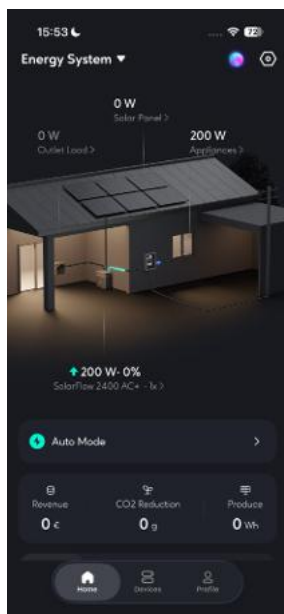 15:53
72
Energy System
0 W
Solar Panel >
0 W
Outlet Load >
200 W
Appliances >
200 W- 0%
SolarFlow 2400 AC+ - 1x >
Auto Mode
Revenue
CO2 Reduction
Produce
0 €
0 g
0 Wh
Home
Devices
Profile